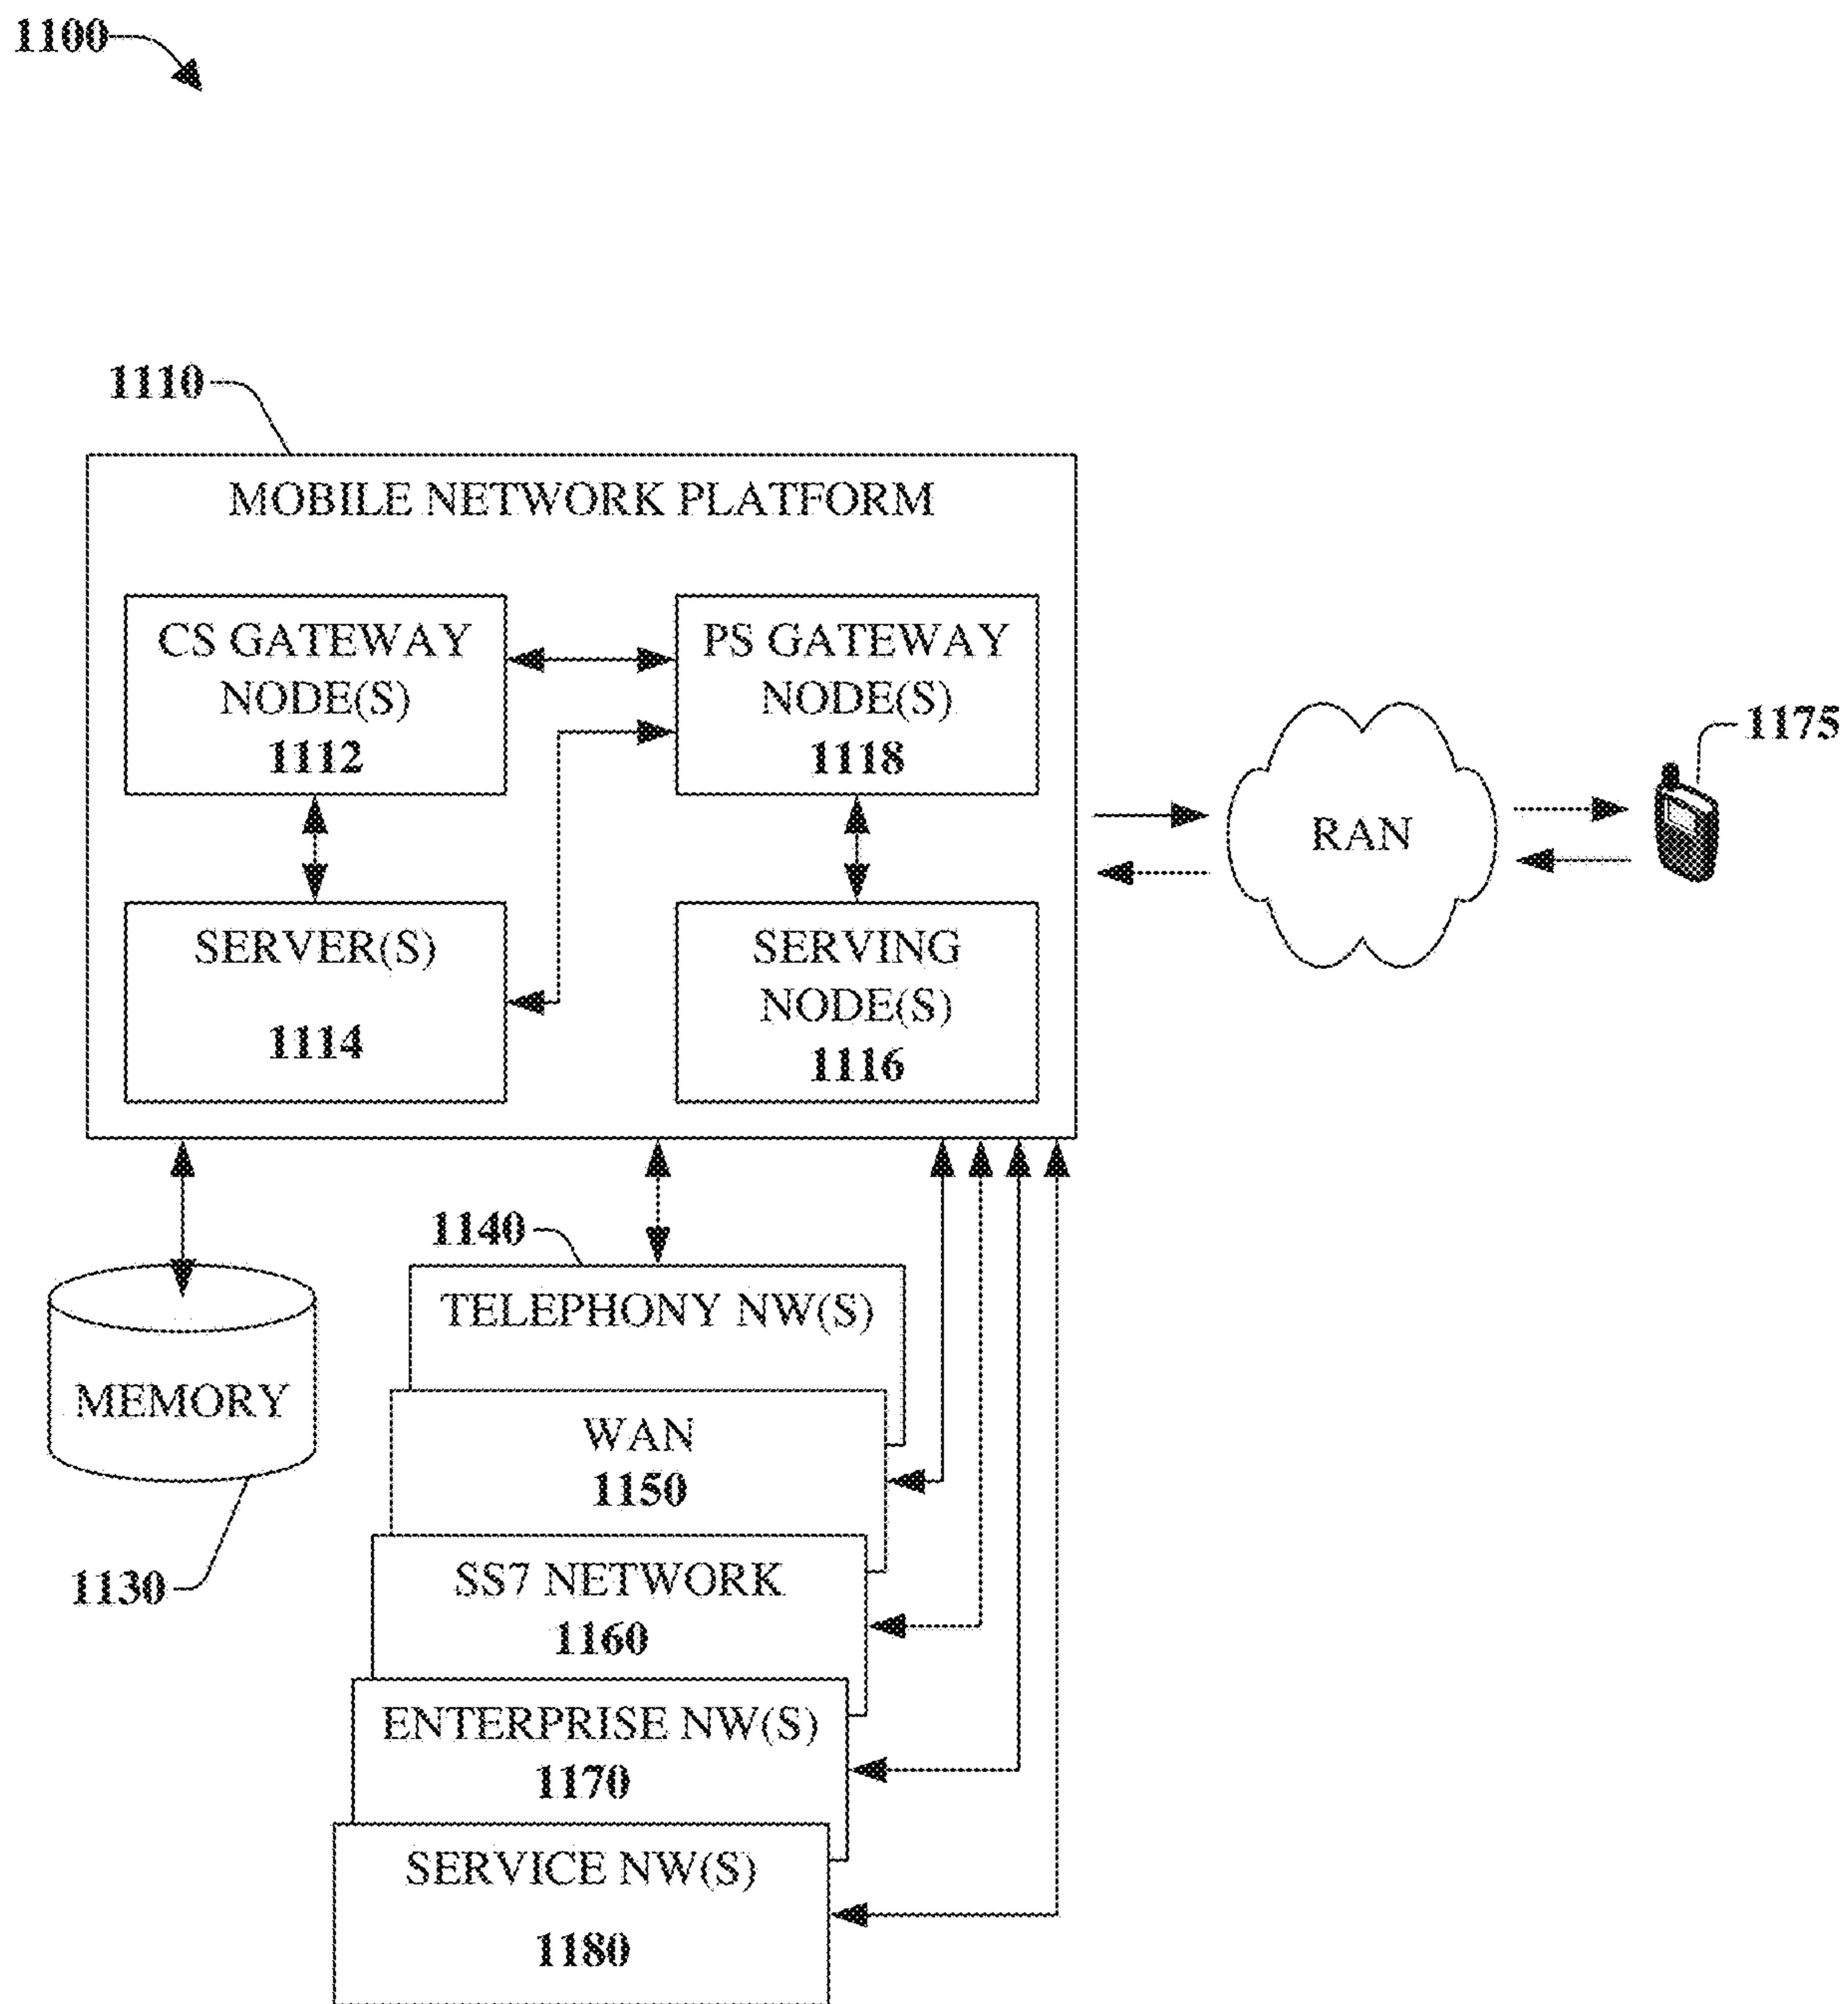 1100
1110
MOBILE NETWORK PLATFORM
CS GATEWAY
NODE(S)
1112
PS GATEWAY
NODE(S)
1118
SERVER(S)
1114
SERVING
NODE(S)
1116
RAN
1175
1140
TELEPHONY NW(S)
MEMORY
1130
WAN
1150
SS7 NETWORK
1160
ENTERPRISE NW(S)
1170
SERVICE NW(S)
1180